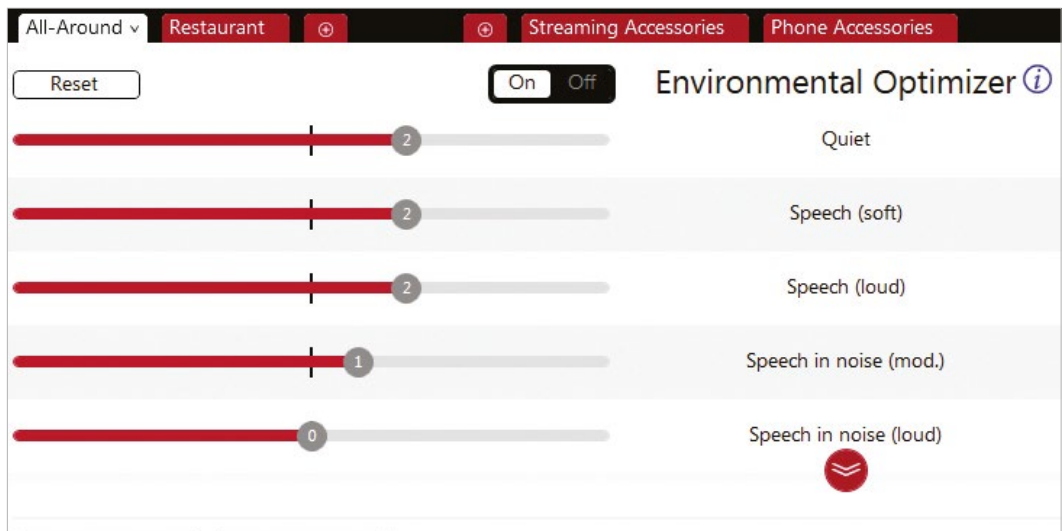 All-Around
Restaurant
Streaming Accessories
Phone Accessories
Reset
On Off
Environmental Optimizer i
2 Quiet
2 Speech (soft)
2 Speech (loud)
1 Speech in noise (mod.)
0 Speech in noise (loud)